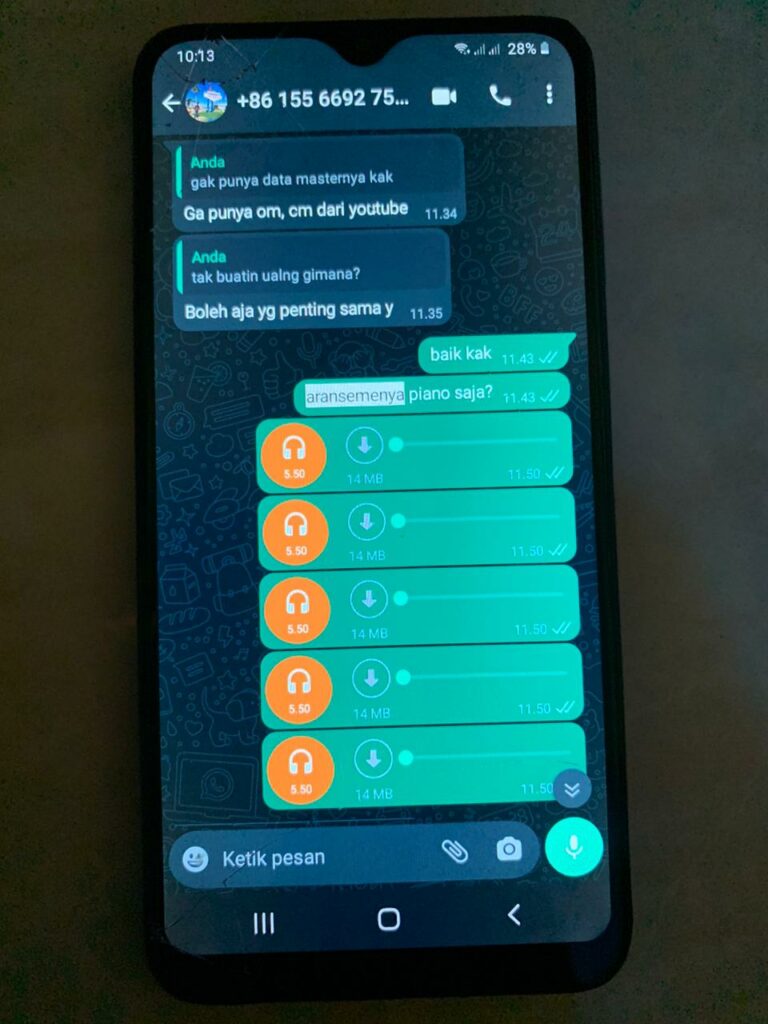 10:13
28%
+86 155 6692 75...
Anda
gak punya data masternya kak
Ga punya om, cm dari youtube 11.34
Anda
tak buatin ualng gimana?
Boleh aja yg penting sama y 11.35
baik kak 11.43
aransemenya piano saja? 11.43
5.50 14 MB 11.50
5.50 14 MB 11.50
5.50 14 MB 11.50
5.50 14 MB 11.50
5.50 14 MB 11.50
Ketik pesan